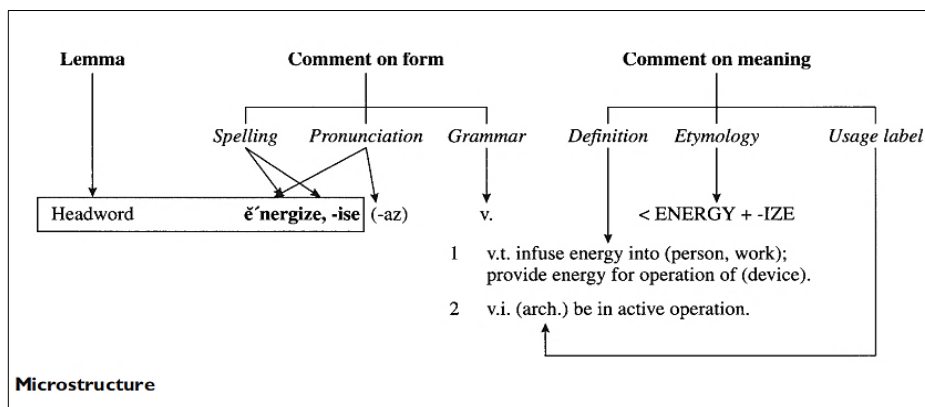 Lemma Comment on form Comment on meaning
Spelling Pronunciation Grammar Definition Etymology Usage label
Headword ĕ´nergize, -ise (-az) v. < ENERGY + -IZE
1 v.t. infuse energy into (person, work);
provide energy for operation of (device).
2 v.i. (arch.) be in active operation.
Microstructure